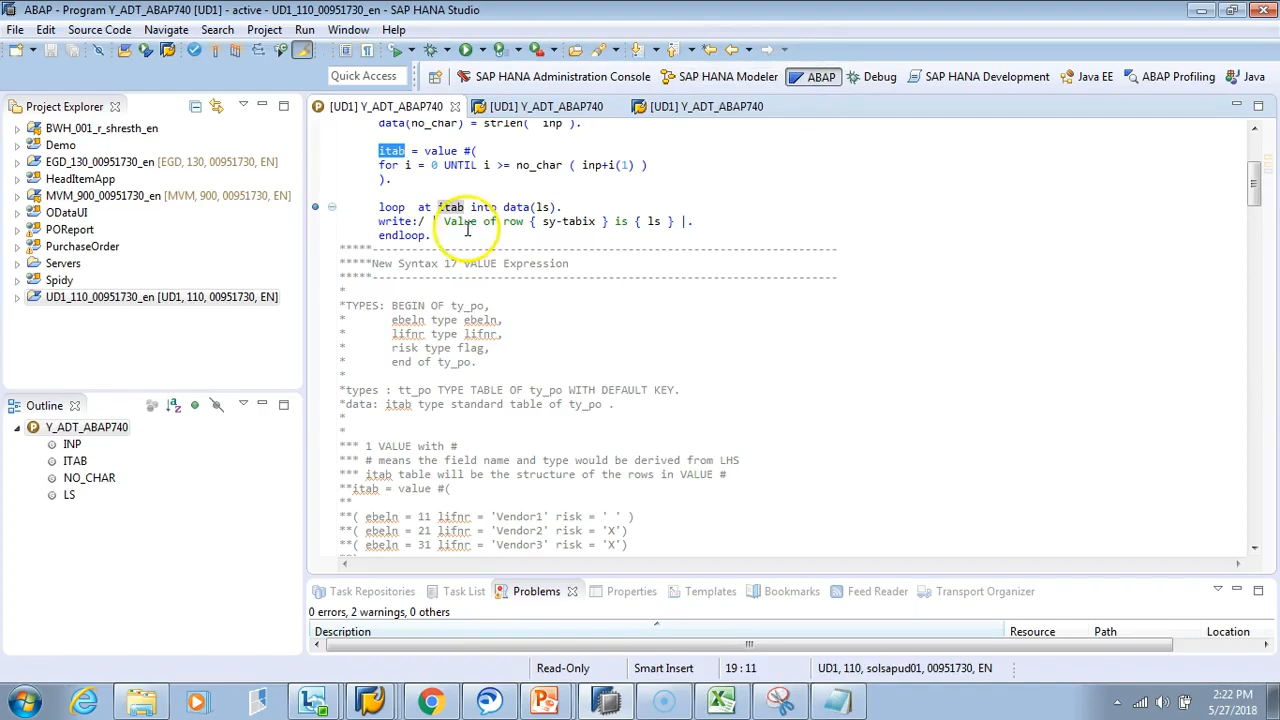 ABAP - Program Y_ADT_ABAP740 [UD1] - active - UD1_110_00951730_en - SAP HANA Studio
File Edit Source Code Navigate Search Project Run Window Help
Quick Access SAP HANA Administration Console SAP HANA Modeler ABAP Debug SAP HANA Development Java EE ABAP Profiling Java
Project Explorer
BWH_001_r_shresth_en
Demo
EGD_130_00951730_en [EGD, 130, 00951730, EN]
HeadItemApp
MVM_900_00951730_en [MVM, 900, 00951730, EN]
ODataUI
POReport
PurchaseOrder
Servers
Spidy
UD1_110_00951730_en [UD1, 110, 00951730, EN]
Outline
Y_ADT_ABAP740
INP
ITAB
NO_CHAR
LS
[UD1] Y_ADT_ABAP740 [UD1] Y_ADT_ABAP740 [UD1] Y_ADT_ABAP740
data(no_char) = strlen( inp ).
itab = value #(
for i = 0 UNTIL i >= no_char ( inp+i(1) )
).
loop at itab into data(ls).
write:/ | Value of row { sy-tabix } is { ls } |.
endloop.
*****----------------------------------------------------------------------
*****New Syntax 17 VALUE Expression
*****----------------------------------------------------------------------
*
*TYPES: BEGIN OF ty_po,
* ebeln type ebeln,
* lifnr type lifnr,
* risk type flag,
* end of ty_po.
*
*types : tt_po TYPE TABLE OF ty_po WITH DEFAULT KEY.
*data: itab type standard table of ty_po .
*
*
*** 1 VALUE with #
*** # means the field name and type would be derived from LHS
*** itab table will be the structure of the rows in VALUE #
**itab = value #(
**
**( ebeln = 11 lifnr = 'Vendor1' risk = ' ' )
**( ebeln = 21 lifnr = 'Vendor2' risk = 'X')
**( ebeln = 31 lifnr = 'Vendor3' risk = 'X')
Task Repositories Task List Problems Properties Templates Bookmarks Feed Reader Transport Organizer
0 errors, 2 warnings, 0 others
Description Resource Path Location
Read-Only Smart Insert 19 : 11 UD1, 110, solsapud01, 00951730, EN
2:22 PM
5/27/2018